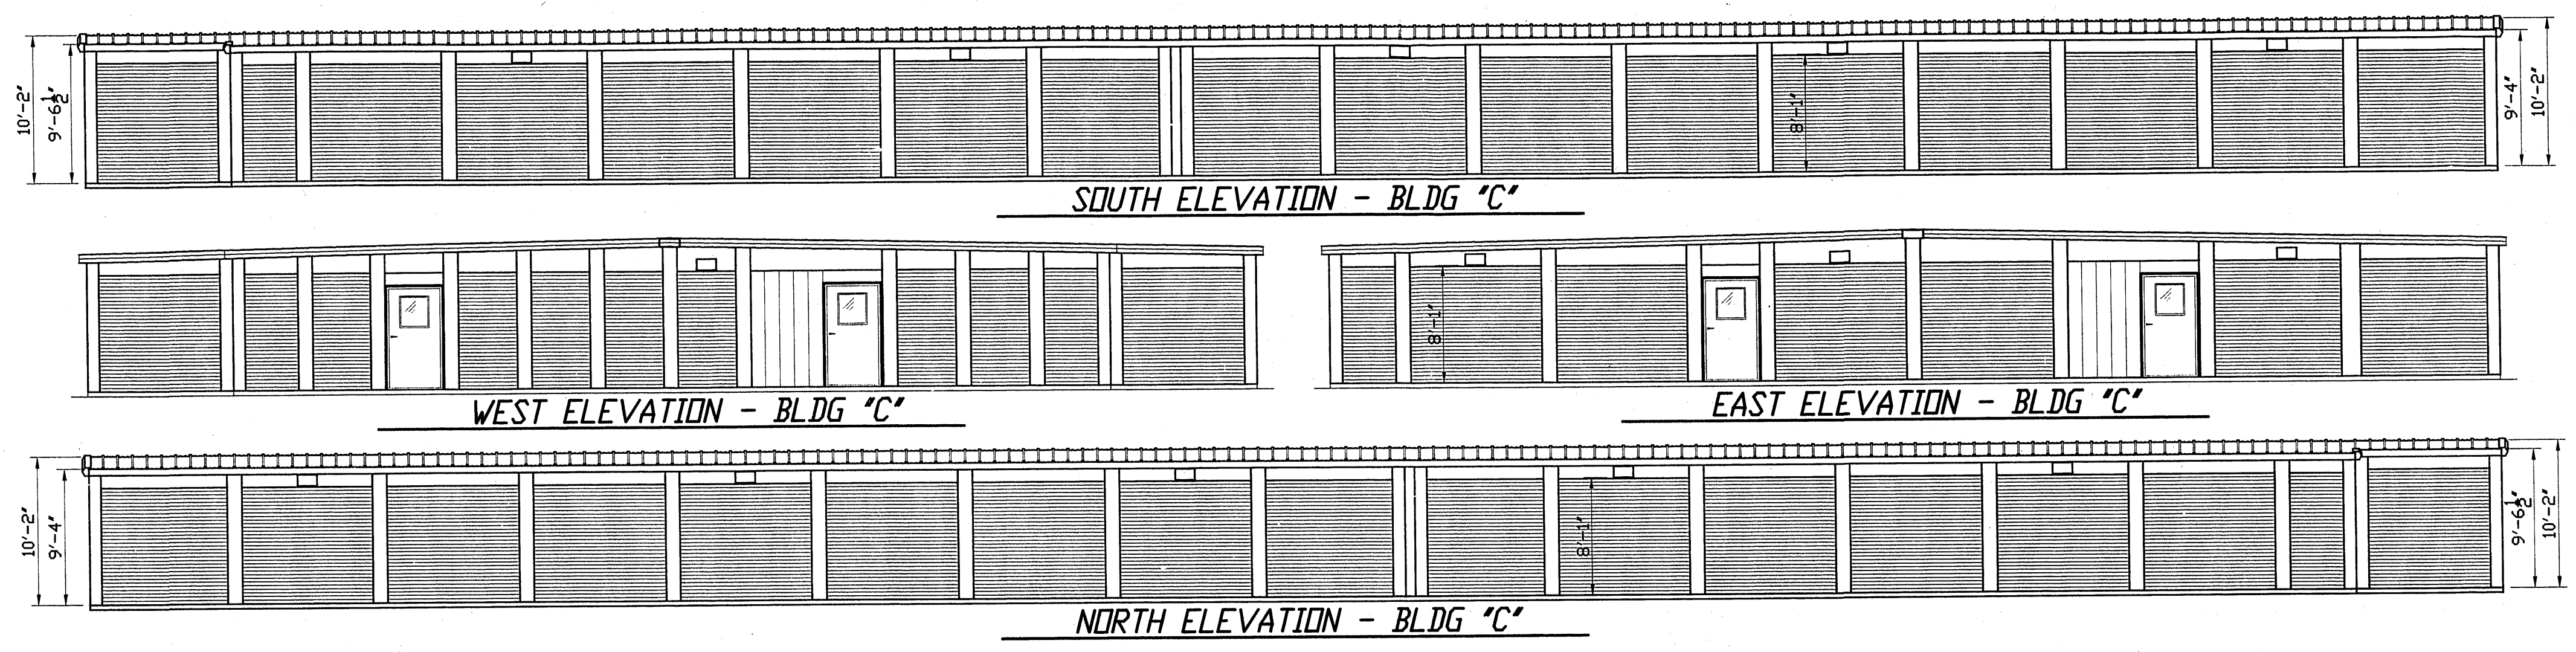 10'-2"
9'-6½"
8'-1"
9'-4"
10'-2"
SOUTH ELEVATION - BLDG "C"
8'-1"
WEST ELEVATION - BLDG "C"
EAST ELEVATION - BLDG "C"
10'-2"
9'-4"
8'-1"
9'-6½"
10'-2"
NORTH ELEVATION - BLDG "C"